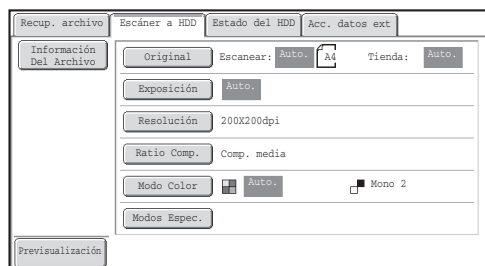 Recup. archivo Escáner a HDD Estado del HDD Acc. datos ext
Información
Del Archivo
Original Escanear: Auto. A4 Tienda: Auto.
Exposición Auto.
Resolución 200X200dpi
Ratio Comp. Comp. media
Modo Color Auto. Mono 2
Modos Espec.
Previsualización